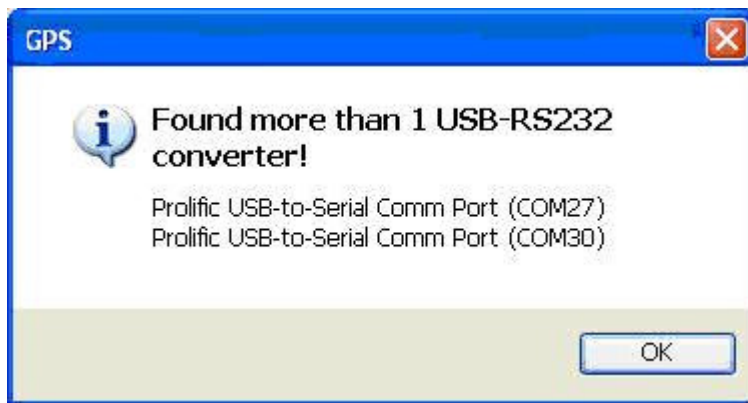 GPS
Found more than 1 USB-RS232
converter!
Prolific USB-to-Serial Comm Port (COM27)
Prolific USB-to-Serial Comm Port (COM30)
OK